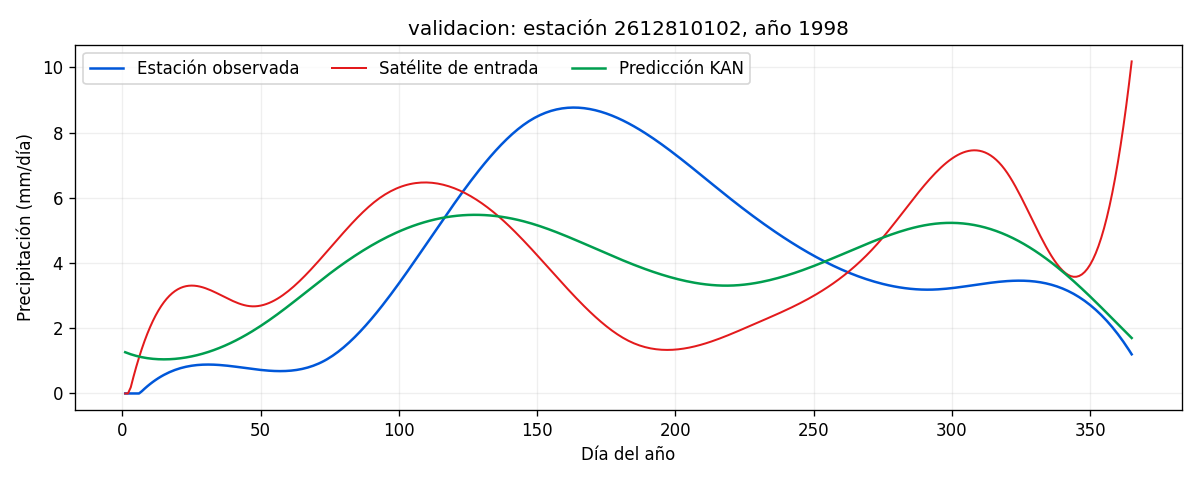 validacion: estación 2612810102, año 1998
Estación observada
Satélite de entrada
Predicción KAN
Precipitación (mm/día)
10
8
6
4
2
0
0 50 100 150 200 250 300 350
Día del año